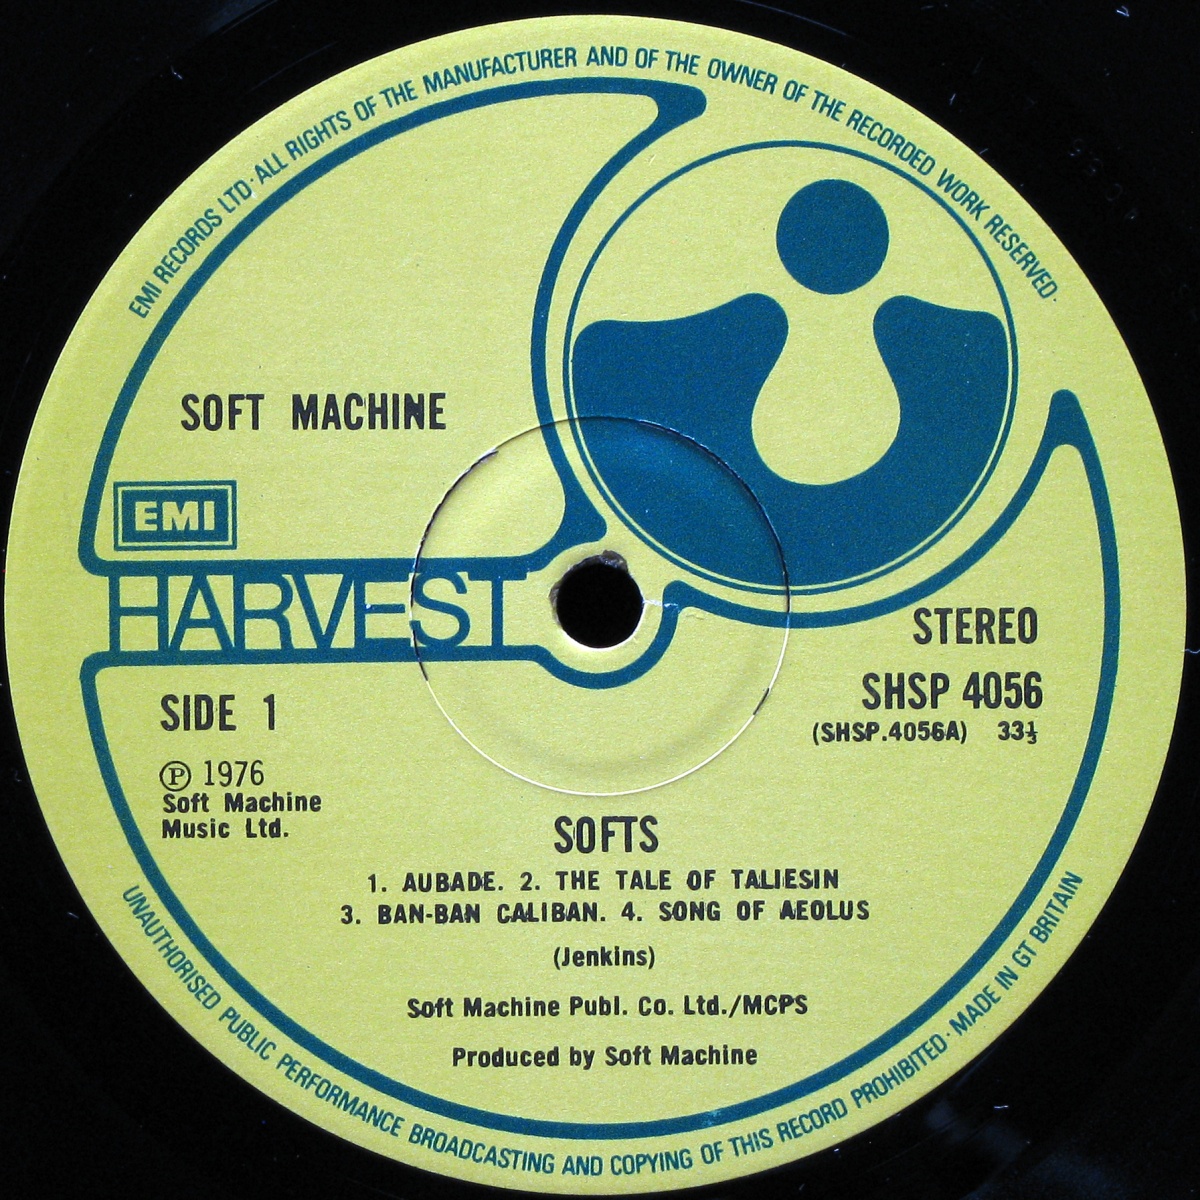 EMI RECORDS LTD·ALL RIGHTS OF THE MANUFACTURER AND OF THE OWNER OF THE RECORDED WORK RESERVED·
SOFT MACHINE
EMI
HARVEST
STEREO
SHSP 4056
(SHSP.4056A) 33⅓
SIDE 1
℗ 1976
Soft Machine
Music Ltd.
SOFTS
1. AUBADE. 2. THE TALE OF TALIESIN
3. BAN-BAN CALIBAN. 4. SONG OF AEOLUS
(Jenkins)
Soft Machine Publ. Co. Ltd./MCPS
Produced by Soft Machine
UNAUTHORISED PUBLIC PERFORMANCE BROADCASTING AND COPYING OF THIS RECORD PROHIBITED·MADE IN GT BRITAIN